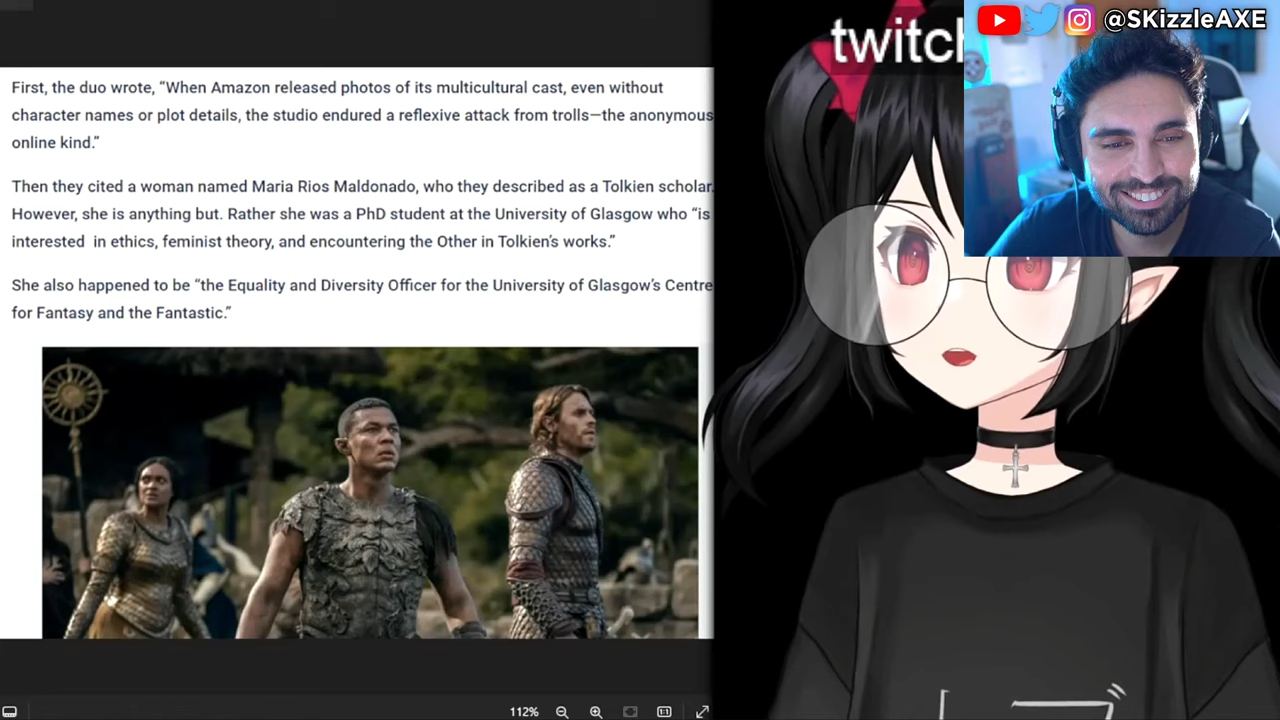 First, the duo wrote, “When Amazon released photos of its multicultural cast, even without
character names or plot details, the studio endured a reflexive attack from trolls—the anonymous
online kind.”
Then they cited a woman named Maria Rios Maldonado, who they described as a Tolkien scholar.
However, she is anything but. Rather she was a PhD student at the University of Glasgow who “is
interested in ethics, feminist theory, and encountering the Other in Tolkien’s works.”
She also happened to be “the Equality and Diversity Officer for the University of Glasgow’s Centre
for Fantasy and the Fantastic.”
twitch
@SKizzleAXE
112%
1:1